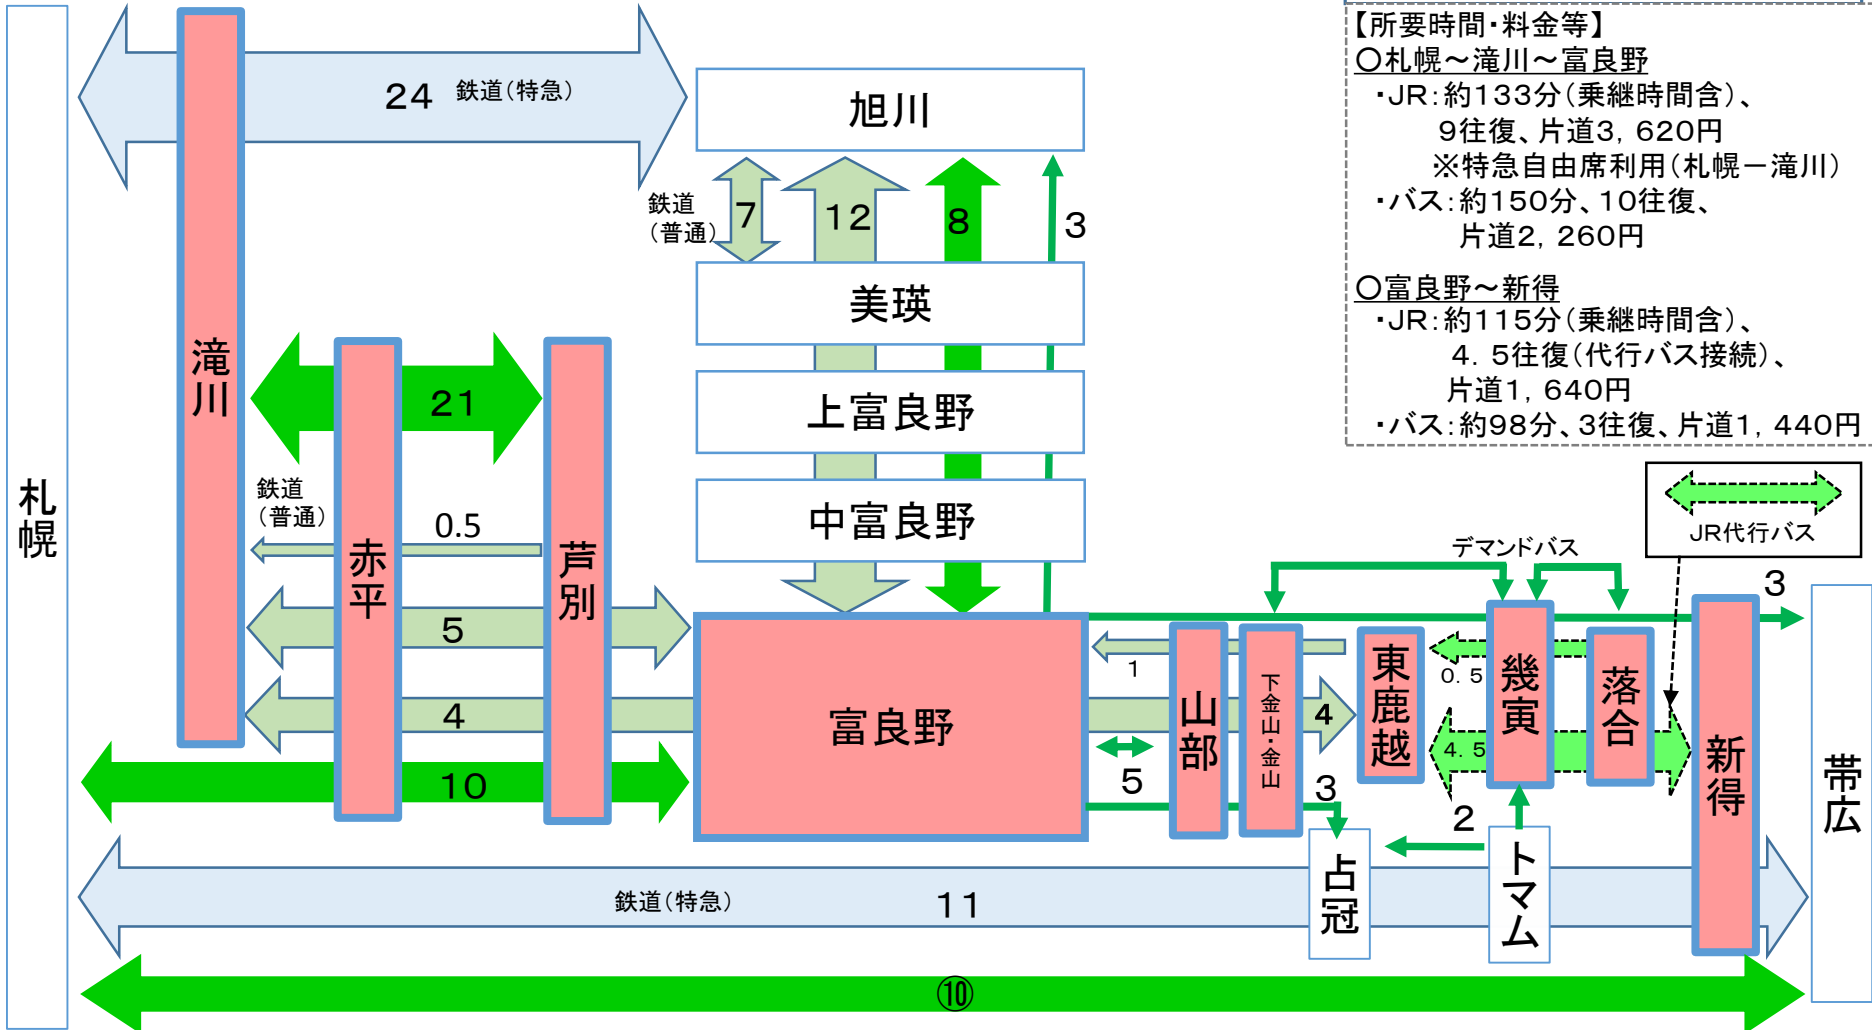 【所要時間・料金等】
〇札幌～滝川～富良野
・JR：約133分（乗継時間含）、
9往復、片道3，620円
※特急自由席利用（札幌－滝川）
・バス：約150分、10往復、
片道2，260円
〇富良野～新得
・JR：約115分（乗継時間含）、
4．5往復（代行バス接続）、
片道1，640円
・バス：約98分、3往復、片道1，440円
24
鉄道（特急）
旭川
鉄道
（普通）
7
12
8
3
美瑛
上富良野
中富良野
札幌
滝川
21
赤平
芦別
鉄道
（普通）
0.5
5
4
10
富良野
JR代行バス
デマンドバス
3
1
山部
下金山・金山
4
東鹿越
0．5
4．5
幾寅
落合
新得
帯広
5
3
2
占冠
トマム
鉄道（特急）
11
⑩